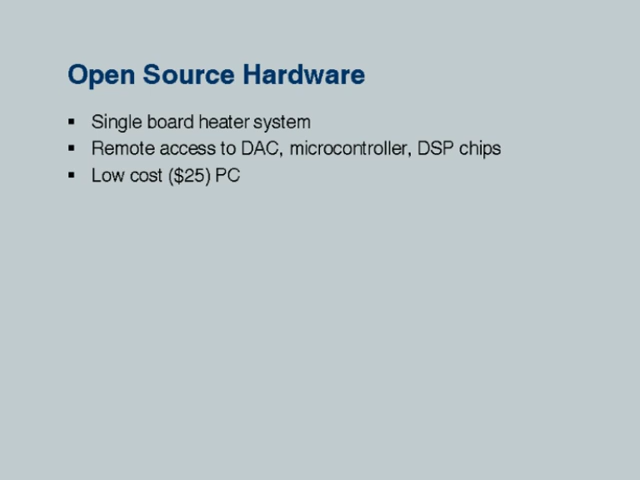 Open Source Hardware
▪ Single board heater system
▪ Remote access to DAC, microcontroller, DSP chips
▪ Low cost ($25) PC